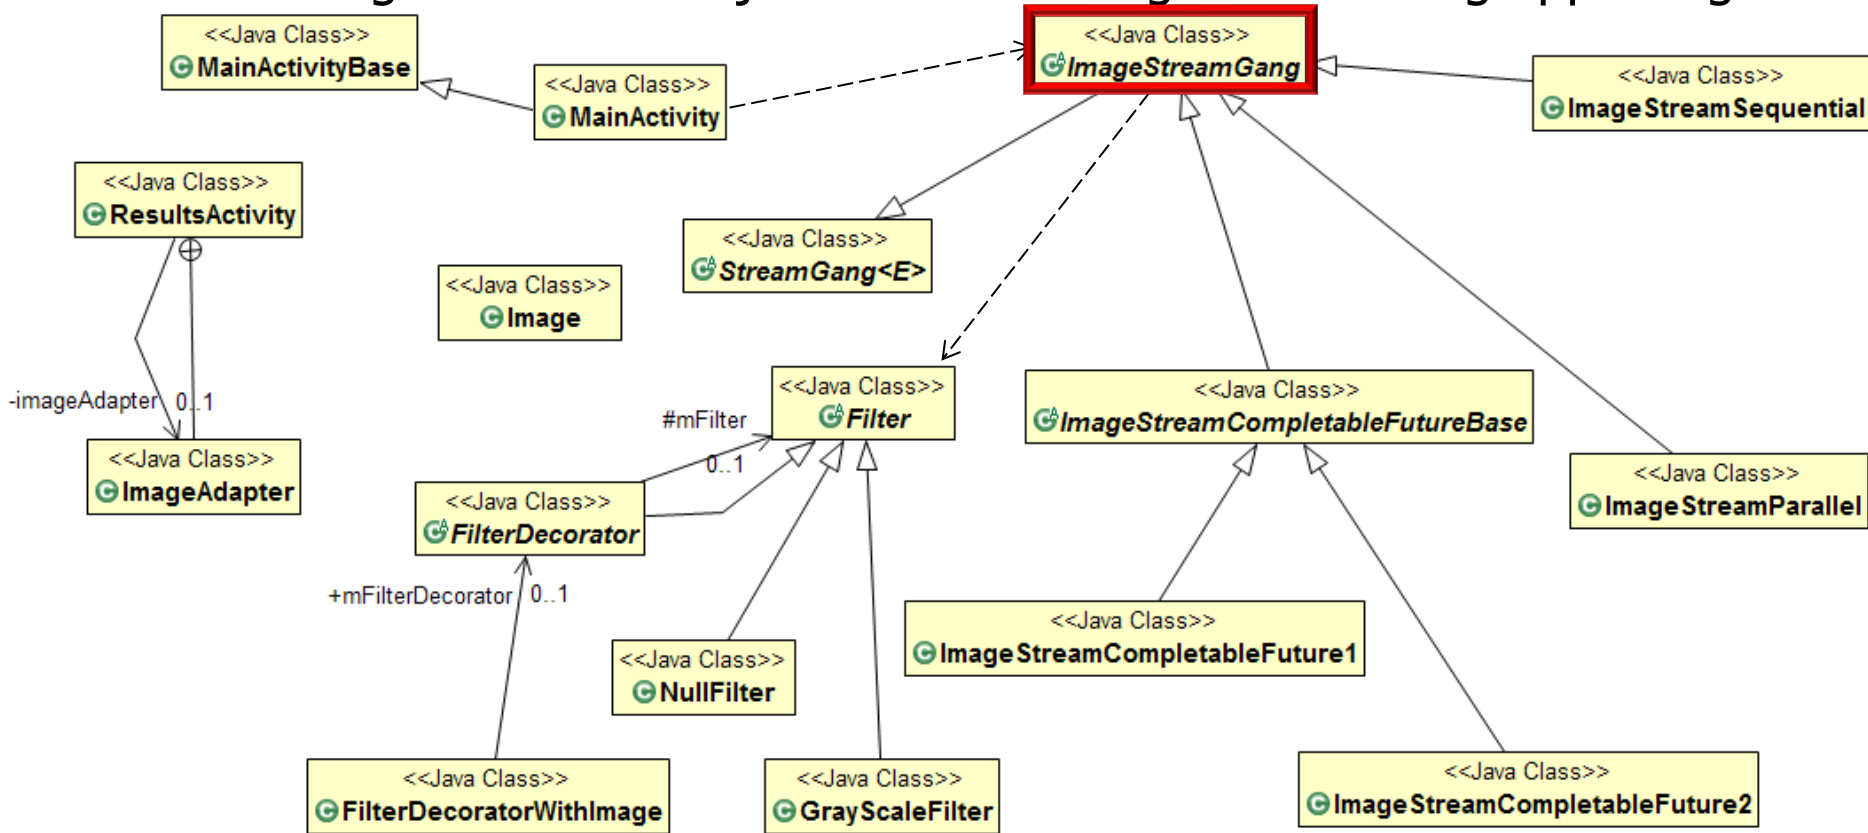 <<Java Class>>
MainActivityBase
<<Java Class>>
MainActivity
<<Java Class>>
ImageStreamGang
<<Java Class>>
ImageStreamSequential
<<Java Class>>
ResultsActivity
<<Java Class>>
StreamGang<E>
<<Java Class>>
Image
-imageAdapter 0..1
<<Java Class>>
ImageAdapter
<<Java Class>>
Filter
#mFilter
0..1
<<Java Class>>
ImageStreamCompletableFutureBase
<<Java Class>>
ImageStreamParallel
<<Java Class>>
FilterDecorator
+mFilterDecorator 0..1
<<Java Class>>
NullFilter
<<Java Class>>
ImageStreamCompletableFuture1
<<Java Class>>
FilterDecoratorWithImage
<<Java Class>>
GrayScaleFilter
<<Java Class>>
ImageStreamCompletableFuture2